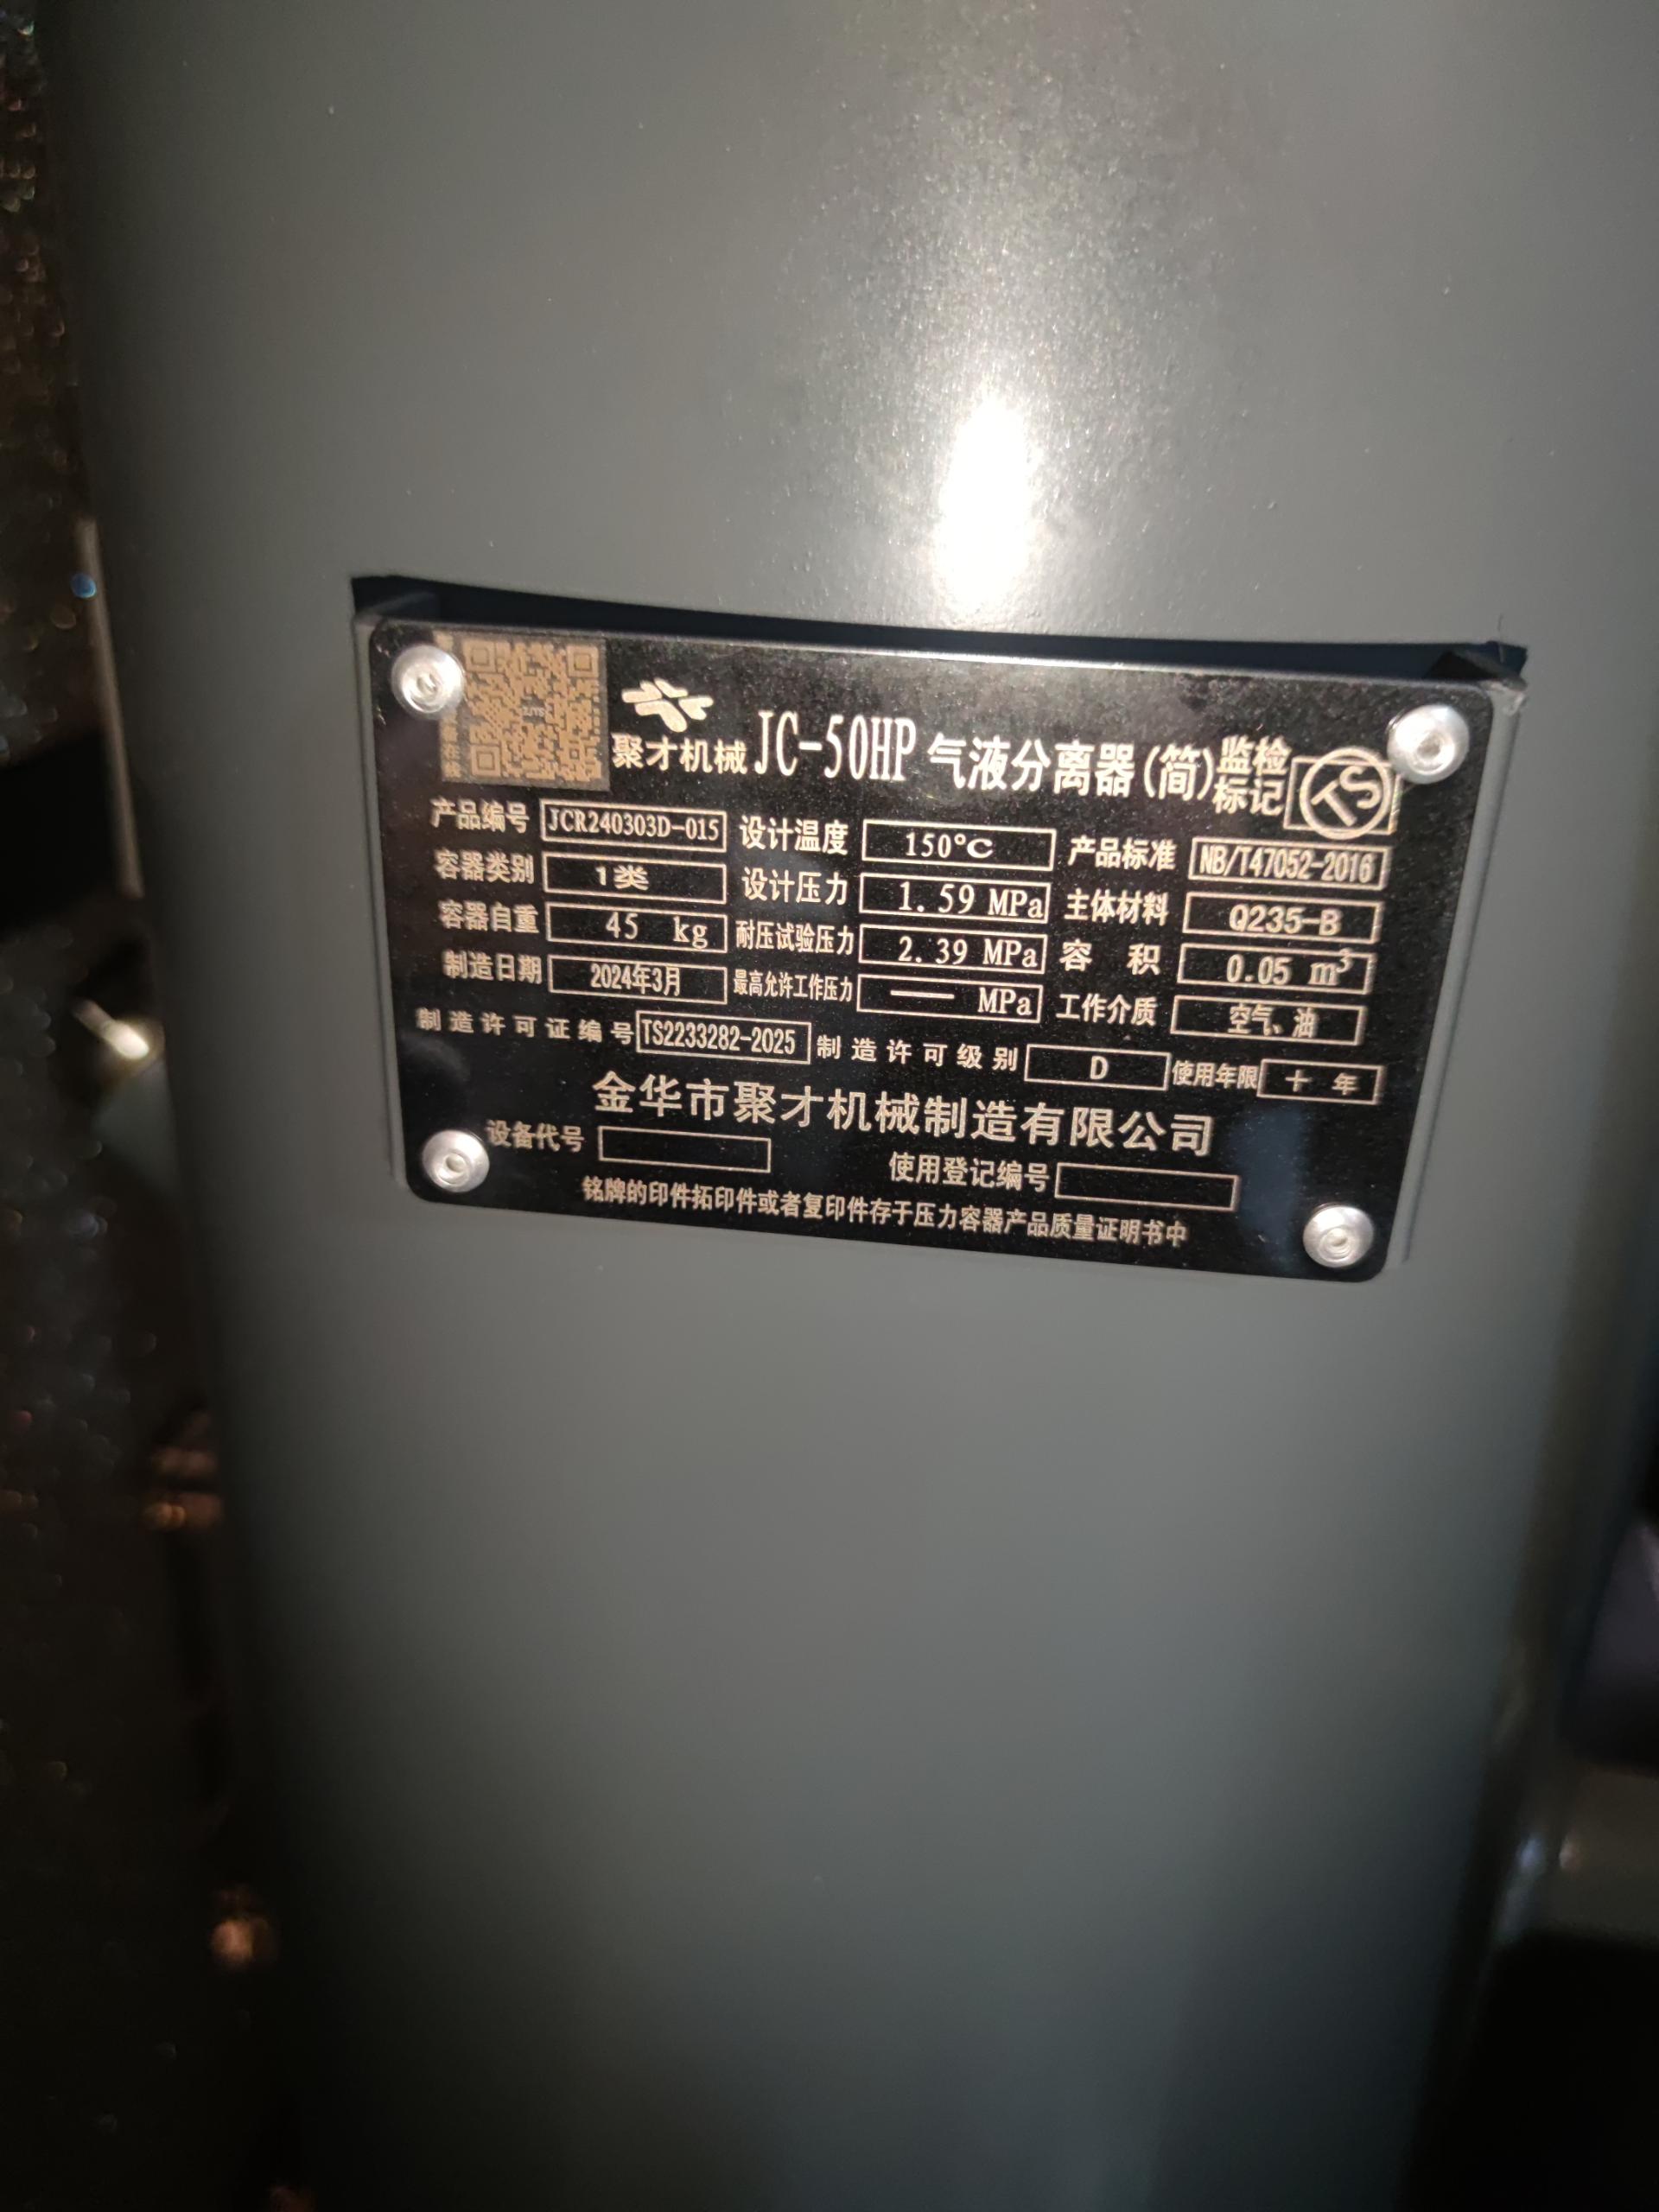 聚才机械 JC-50HP 气液分离器(简) 监检标记 TS
产品编号 JCR240303D-015 设计温度 150℃ 产品标准 NB/T47052-2016
容器类别 1类 设计压力 1.59 MPa 主体材料 Q235-B
容器自重 45 kg 耐压试验压力 2.39 MPa 容 积 0.05 m³
制造日期 2024年3月 最高允许工作压力 — MPa 工作介质 空气、油
制造许可证编号 TS2233282-2025 制造许可级别 D 使用年限 十 年
金华市聚才机械制造有限公司
设备代号 使用登记编号
铭牌的印件拓印件或者复印件存于压力容器产品质量证明书中